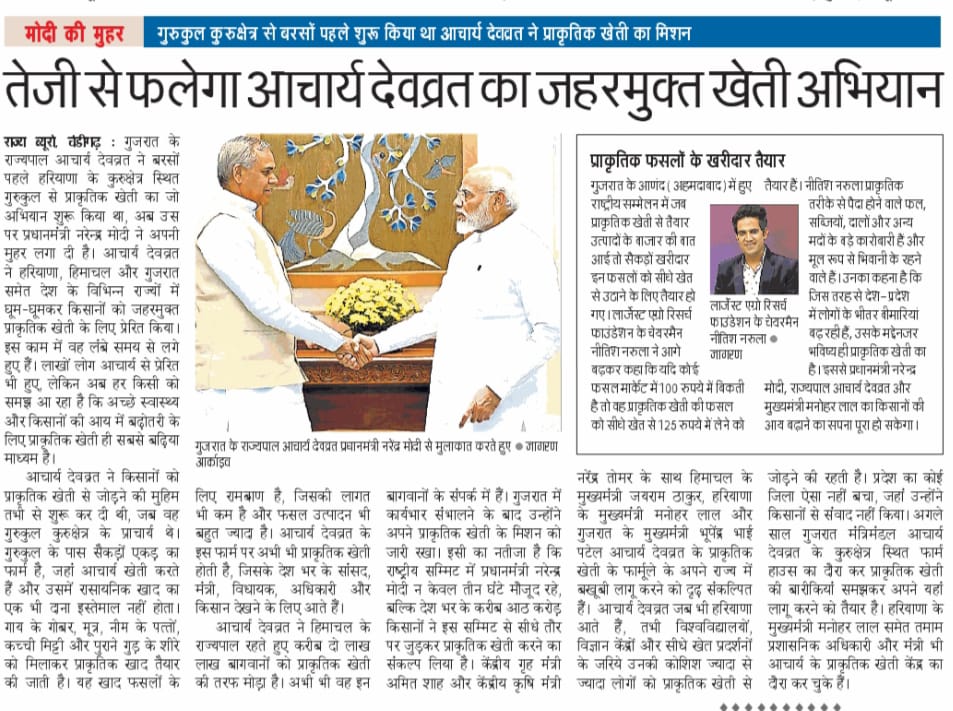 मोदी की मुहर
गुरुकुल कुरुक्षेत्र से बरसों पहले शुरू किया था आचार्य देवव्रत ने प्राकृतिक खेती का मिशन
तेजी से फलेगा आचार्य देवव्रत का जहरमुक्त खेती अभियान
राज्य ब्यूरो, चंडीगढ़ : गुजरात के
राज्यपाल आचार्य देवव्रत ने बरसों
पहले हरियाणा के कुरुक्षेत्र स्थित
गुरुकुल से प्राकृतिक खेती का जो
अभियान शुरू किया था, अब उस
पर प्रधानमंत्री नरेन्द्र मोदी ने अपनी
मुहर लगा दी है। आचार्य देवव्रत
ने हरियाणा, हिमाचल और गुजरात
समेत देश के विभिन्न राज्यों में
घूम-घूमकर किसानों को जहरमुक्त
प्राकृतिक खेती के लिए प्रेरित किया।
इस काम में वह लंबे समय से लगे
हुए हैं। लाखों लोग आचार्य से प्रेरित
भी हुए, लेकिन अब हर किसी को
समझ आ रहा है कि अच्छे स्वास्थ्य
और किसानों की आय में बढ़ोतरी के
लिए प्राकृतिक खेती ही सबसे बढ़िया
माध्यम है।
आचार्य देवव्रत ने किसानों को
प्राकृतिक खेती से जोड़ने की मुहिम
तभी से शुरू कर दी थी, जब वह
गुरुकुल कुरुक्षेत्र के प्राचार्य थे।
गुरुकुल के पास सैकड़ों एकड़ का
फार्म है, जहां आचार्य खेती करते
हैं और उसमें रासायनिक खाद का
एक भी दाना इस्तेमाल नहीं होता।
गाय के गोबर, मूत्र, नीम के पत्तों,
कच्ची मिट्टी और पुराने गुड़ के शीरे
को मिलाकर प्राकृतिक खाद तैयार
की जाती है। यह खाद फसलों के
गुजरात के राज्यपाल आचार्य देवव्रत प्रधानमंत्री नरेंद्र मोदी से मुलाकात करते हुए ● जागरण
आर्काइव
लिए रामबाण है, जिसकी लागत
भी कम है और फसल उत्पादन भी
बहुत ज्यादा है। आचार्य देवव्रत के
इस फार्म पर अभी भी प्राकृतिक खेती
होती है, जिसके देश भर के सांसद,
मंत्री, विधायक, अधिकारी और
किसान देखने के लिए आते हैं।
आचार्य देवव्रत ने हिमाचल के
राज्यपाल रहते हुए करीब दो लाख
लाख बागवानों को प्राकृतिक खेती
की तरफ मोड़ा है। अभी भी वह इन
बागवानों के संपर्क में हैं। गुजरात में
कार्यभार संभालने के बाद उन्होंने
अपने प्राकृतिक खेती के मिशन को
जारी रखा। इसी का नतीजा है कि
राष्ट्रीय सम्मिट में प्रधानमंत्री नरेन्द्र
मोदी न केवल तीन घंटे मौजूद रहे,
बल्कि देश भर के करीब आठ करोड़
किसानों ने इस सम्मिट से सीधे तौर
पर जुड़कर प्राकृतिक खेती करने का
संकल्प लिया है। केंद्रीय गृह मंत्री
अमित शाह और केंद्रीय कृषि मंत्री
प्राकृतिक फसलों के खरीदार तैयार
गुजरात के आणंद (अहमदाबाद) में हुए
राष्ट्रीय सम्मेलन में जब
प्राकृतिक खेती से तैयार
उत्पादों के बाजार की बात
आई तो सैकड़ों खरीदार
इन फसलों को सीधे खेत
से उठाने के लिए तैयार हो
गए। लार्जेस्ट एग्रो रिसर्च
फाउंडेशन के चेयरमैन
नीतिश नरुला ने आगे
बढ़कर कहा कि यदि कोई
फसल मार्केट में 100 रुपये में बिकती
है तो वह प्राकृतिक खेती की फसल
को सीधे खेत से 125 रुपये में लेने को
लार्जेस्ट एग्रो रिसर्च
फाउंडेशन के चेयरमैन
नीतिश नरुला ●
जागरण
तैयार हैं। नीतिश नरुला प्राकृतिक
तरीके से पैदा होने वाले फल,
सब्जियों, दालों और अन्य
मदों के बड़े कारोबारी हैं और
मूल रूप से भिवानी के रहने
वाले हैं। उनका कहना है कि
जिस तरह से देश-प्रदेश
में लोगों के भीतर बीमारियां
बढ़ रही हैं, उसके मद्देनजर
भविष्य ही प्राकृतिक खेती का
है। इससे प्रधानमंत्री नरेन्द्र
मोदी, राज्यपाल आचार्य देवव्रत और
मुख्यमंत्री मनोहर लाल का किसानों की
आय बढ़ाने का सपना पूरा हो सकेगा।
नरेंद्र तोमर के साथ हिमाचल के
मुख्यमंत्री जयराम ठाकुर, हरियाणा
के मुख्यमंत्री मनोहर लाल और
गुजरात के मुख्यमंत्री भूपेंद्र भाई
पटेल आचार्य देवव्रत के प्राकृतिक
खेती के फार्मूले के अपने राज्य में
बखूबी लागू करने को दृढ़ संकल्पित
हैं। आचार्य देवव्रत जब भी हरियाणा
आते हैं, तभी विश्वविद्यालयों,
विज्ञान केंद्रों और सीधे खेत प्रदर्शनों
के जरिये उनकी कोशिश ज्यादा से
ज्यादा लोगों को प्राकृतिक खेती से
जोड़ने की रहती है। प्रदेश का कोई
जिला ऐसा नहीं बचा, जहां उन्होंने
किसानों से संवाद नहीं किया। अगले
साल गुजरात मंत्रिमंडल आचार्य
देवव्रत के कुरुक्षेत्र स्थित फार्म
हाउस का दौरा कर प्राकृतिक खेती
की बारीकियां समझकर अपने यहां
लागू करने को तैयार है। हरियाणा के
मुख्यमंत्री मनोहर लाल समेत तमाम
प्रशासनिक अधिकारी और मंत्री भी
आचार्य के प्राकृतिक खेती केंद्र का
दौरा कर चुके हैं।